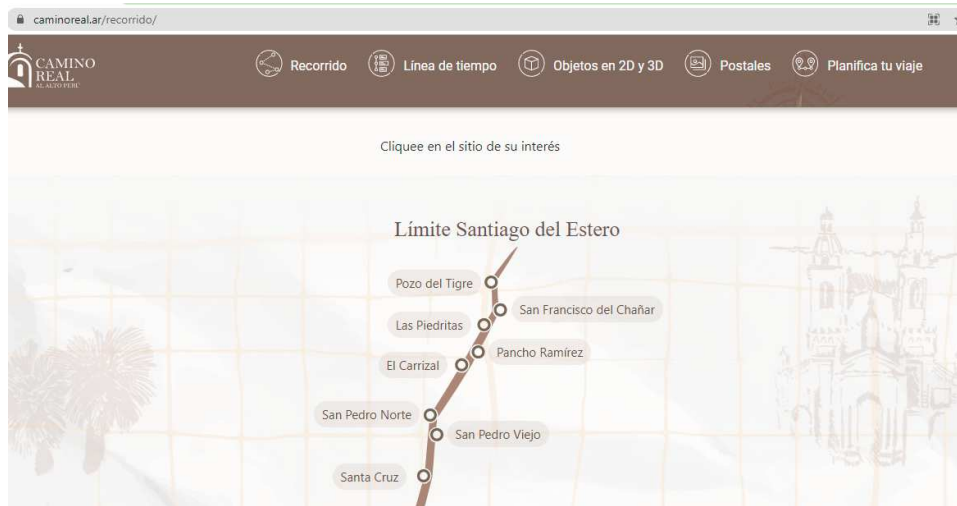 caminoreal.ar/recorrido/
CAMINO
REAL
AL ALTO PERÚ
Recorrido
Línea de tiempo
Objetos en 2D y 3D
Postales
Planifica tu viaje
Cliquee en el sitio de su interés
Límite Santiago del Estero
Pozo del Tigre
San Francisco del Chañar
Las Piedritas
Pancho Ramírez
El Carrizal
San Pedro Norte
San Pedro Viejo
Santa Cruz